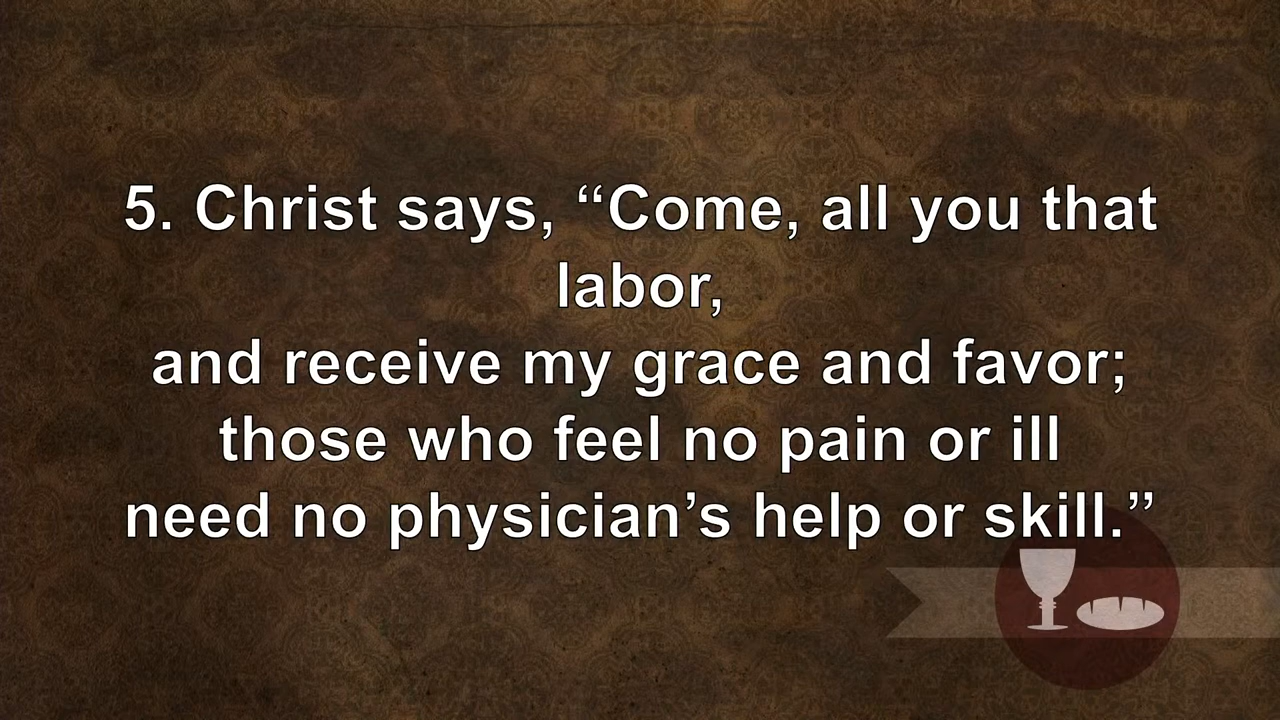 5. Christ says, “Come, all you that
labor,
and receive my grace and favor;
those who feel no pain or ill
need no physician’s help or skill.”